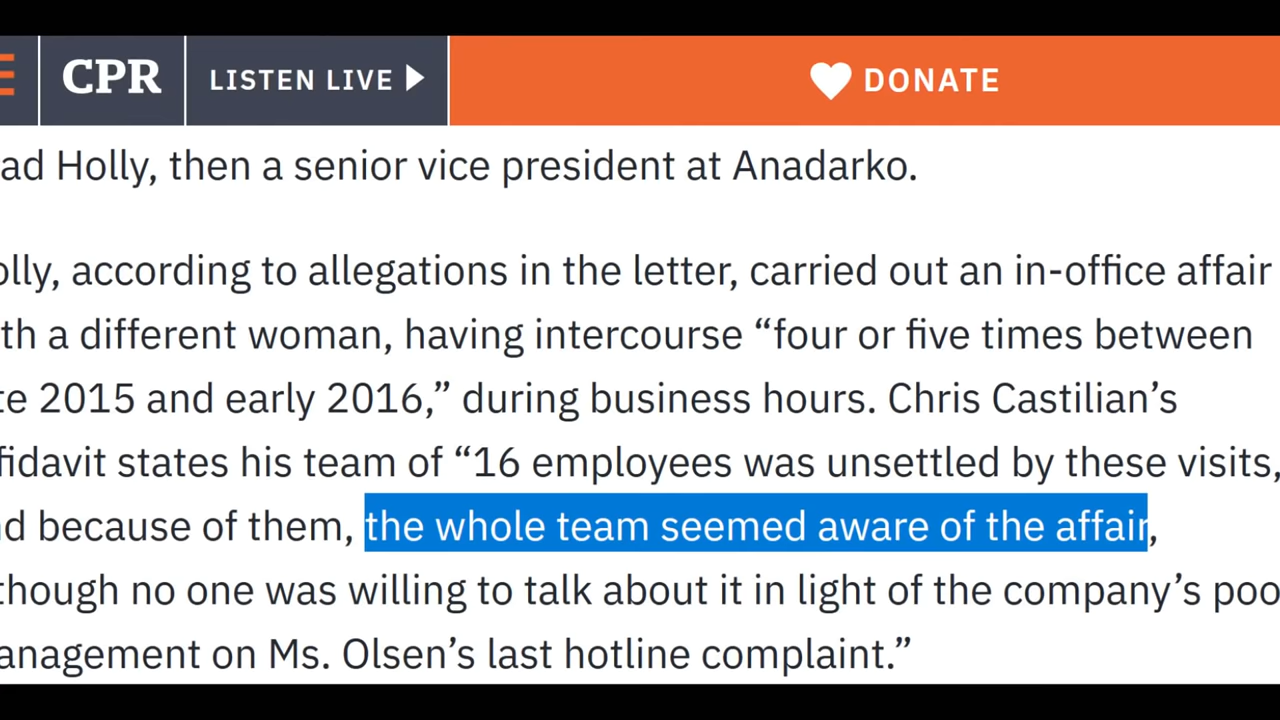 CPR LISTEN LIVE DONATE
ad Holly, then a senior vice president at Anadarko.
olly, according to allegations in the letter, carried out an in-office affair
th a different woman, having intercourse “four or five times between
te 2015 and early 2016,” during business hours. Chris Castilian’s
fidavit states his team of “16 employees was unsettled by these visits,
nd because of them, the whole team seemed aware of the affair,
though no one was willing to talk about it in light of the company’s poo
anagement on Ms. Olsen’s last hotline complaint.”